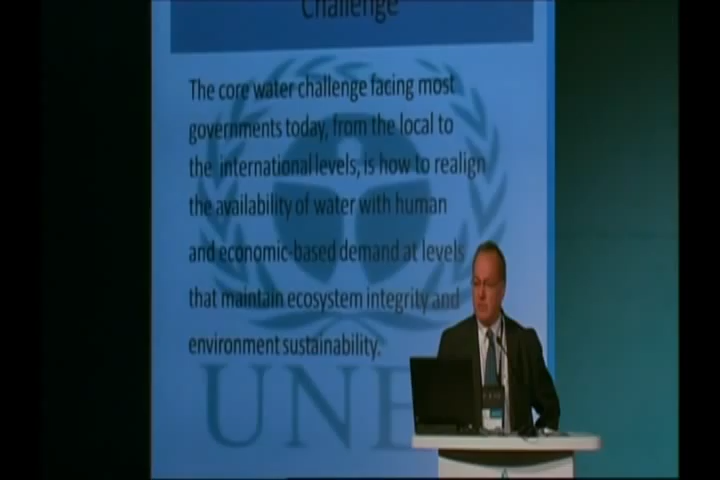 Challenge
The core water challenge facing most
governments today, from the local to
the international levels, is how to realign
the availability of water with human
and economic-based demand at levels
that maintain ecosystem integrity and
environment sustainability.
UNE